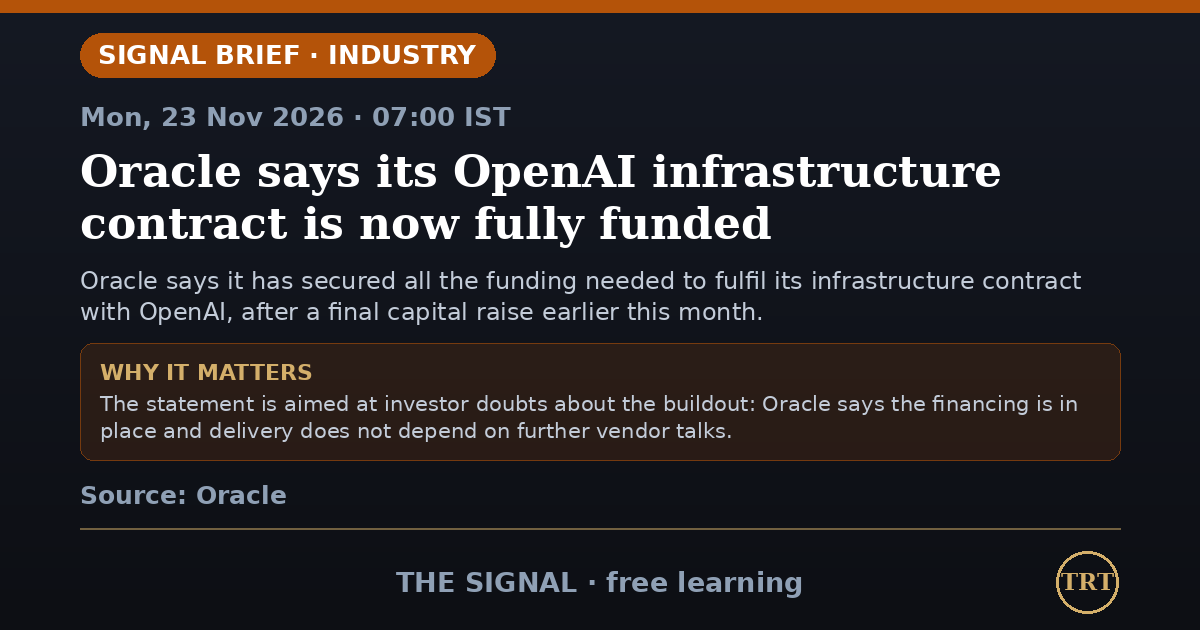 SIGNAL BRIEF · INDUSTRY
Mon, 23 Nov 2026 · 07:00 IST
Oracle says its OpenAI infrastructure
contract is now fully funded
Oracle says it has secured all the funding needed to fulfil its infrastructure contract
with OpenAI, after a final capital raise earlier this month.
WHY IT MATTERS
The statement is aimed at investor doubts about the buildout: Oracle says the financing is in
place and delivery does not depend on further vendor talks.
Source: Oracle
THE SIGNAL · free learning
TRT